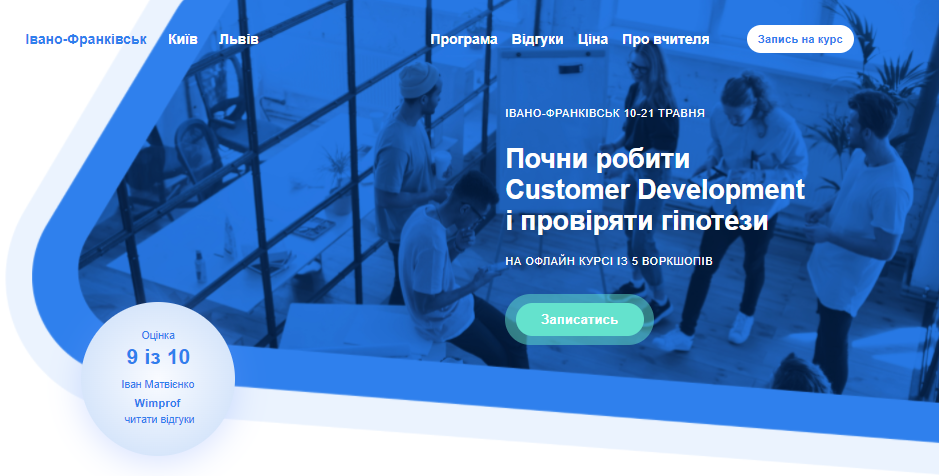 Івано-Франківськ Київ Львів Програма Відгуки Ціна Про вчителя Запись на курс
ІВАНО-ФРАНКІВСЬК 10-21 ТРАВНЯ
Почни робити
Customer Development
і провіряти гіпотези
НА ОФЛАЙН КУРСІ ІЗ 5 ВОРКШОПІВ
Записатись
Оцінка
9 із 10
Іван Матвієнко
Wimprof
читати відгуки